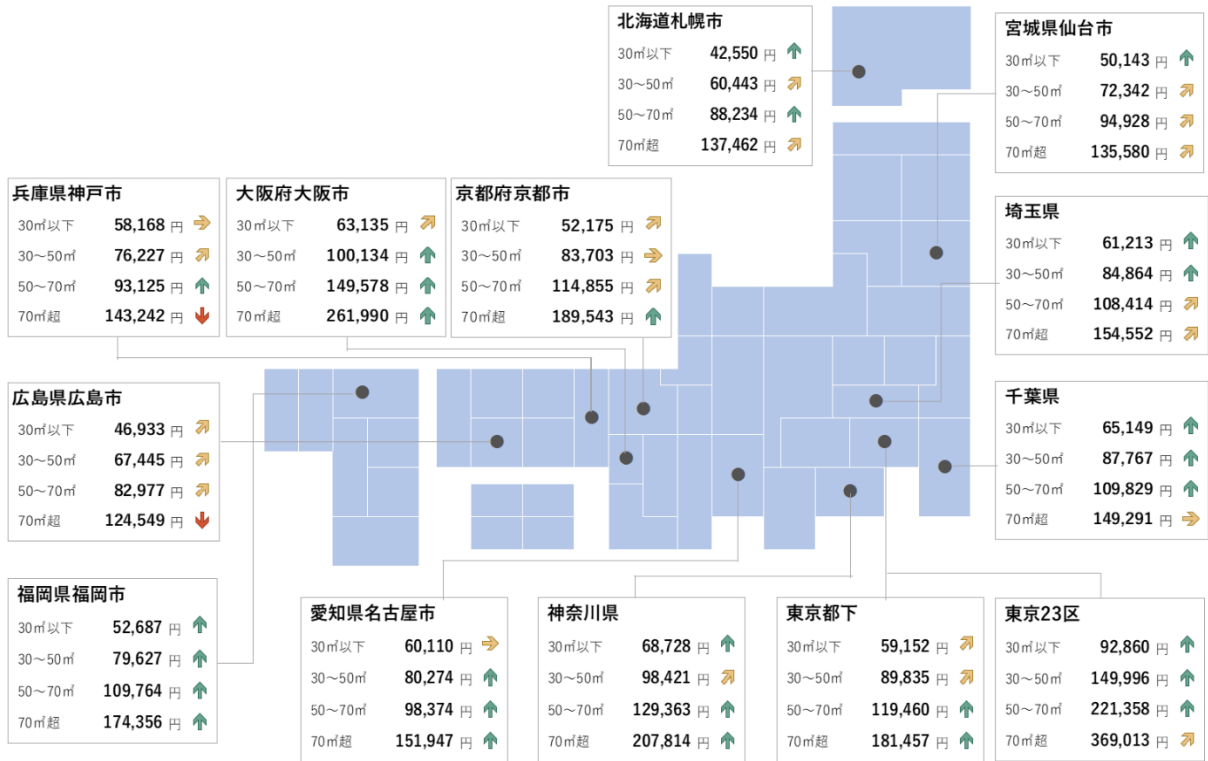 北海道札幌市
30㎡以下 42,550 円
30～50㎡ 60,443 円
50～70㎡ 88,234 円
70㎡超 137,462 円
宮城県仙台市
30㎡以下 50,143 円
30～50㎡ 72,342 円
50～70㎡ 94,928 円
70㎡超 135,580 円
兵庫県神戸市
30㎡以下 58,168 円
30～50㎡ 76,227 円
50～70㎡ 93,125 円
70㎡超 143,242 円
大阪府大阪市
30㎡以下 63,135 円
30～50㎡ 100,134 円
50～70㎡ 149,578 円
70㎡超 261,990 円
京都府京都市
30㎡以下 52,175 円
30～50㎡ 83,703 円
50～70㎡ 114,855 円
70㎡超 189,543 円
埼玉県
30㎡以下 61,213 円
30～50㎡ 84,864 円
50～70㎡ 108,414 円
70㎡超 154,552 円
広島県広島市
30㎡以下 46,933 円
30～50㎡ 67,445 円
50～70㎡ 82,977 円
70㎡超 124,549 円
千葉県
30㎡以下 65,149 円
30～50㎡ 87,767 円
50～70㎡ 109,829 円
70㎡超 149,291 円
福岡県福岡市
30㎡以下 52,687 円
30～50㎡ 79,627 円
50～70㎡ 109,764 円
70㎡超 174,356 円
愛知県名古屋市
30㎡以下 60,110 円
30～50㎡ 80,274 円
50～70㎡ 98,374 円
70㎡超 151,947 円
神奈川県
30㎡以下 68,728 円
30～50㎡ 98,421 円
50～70㎡ 129,363 円
70㎡超 207,814 円
東京都下
30㎡以下 59,152 円
30～50㎡ 89,835 円
50～70㎡ 119,460 円
70㎡超 181,457 円
東京23区
30㎡以下 92,860 円
30～50㎡ 149,996 円
50～70㎡ 221,358 円
70㎡超 369,013 円